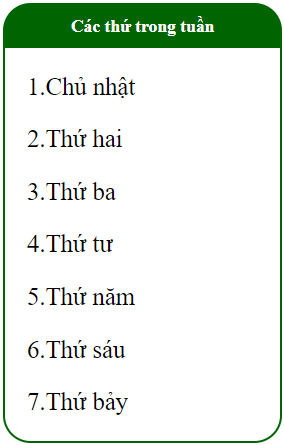 Các thứ trong tuần
1.Chủ nhật
2.Thứ hai
3.Thứ ba
4.Thứ tư
5.Thứ năm
6.Thứ sáu
7.Thứ bảy